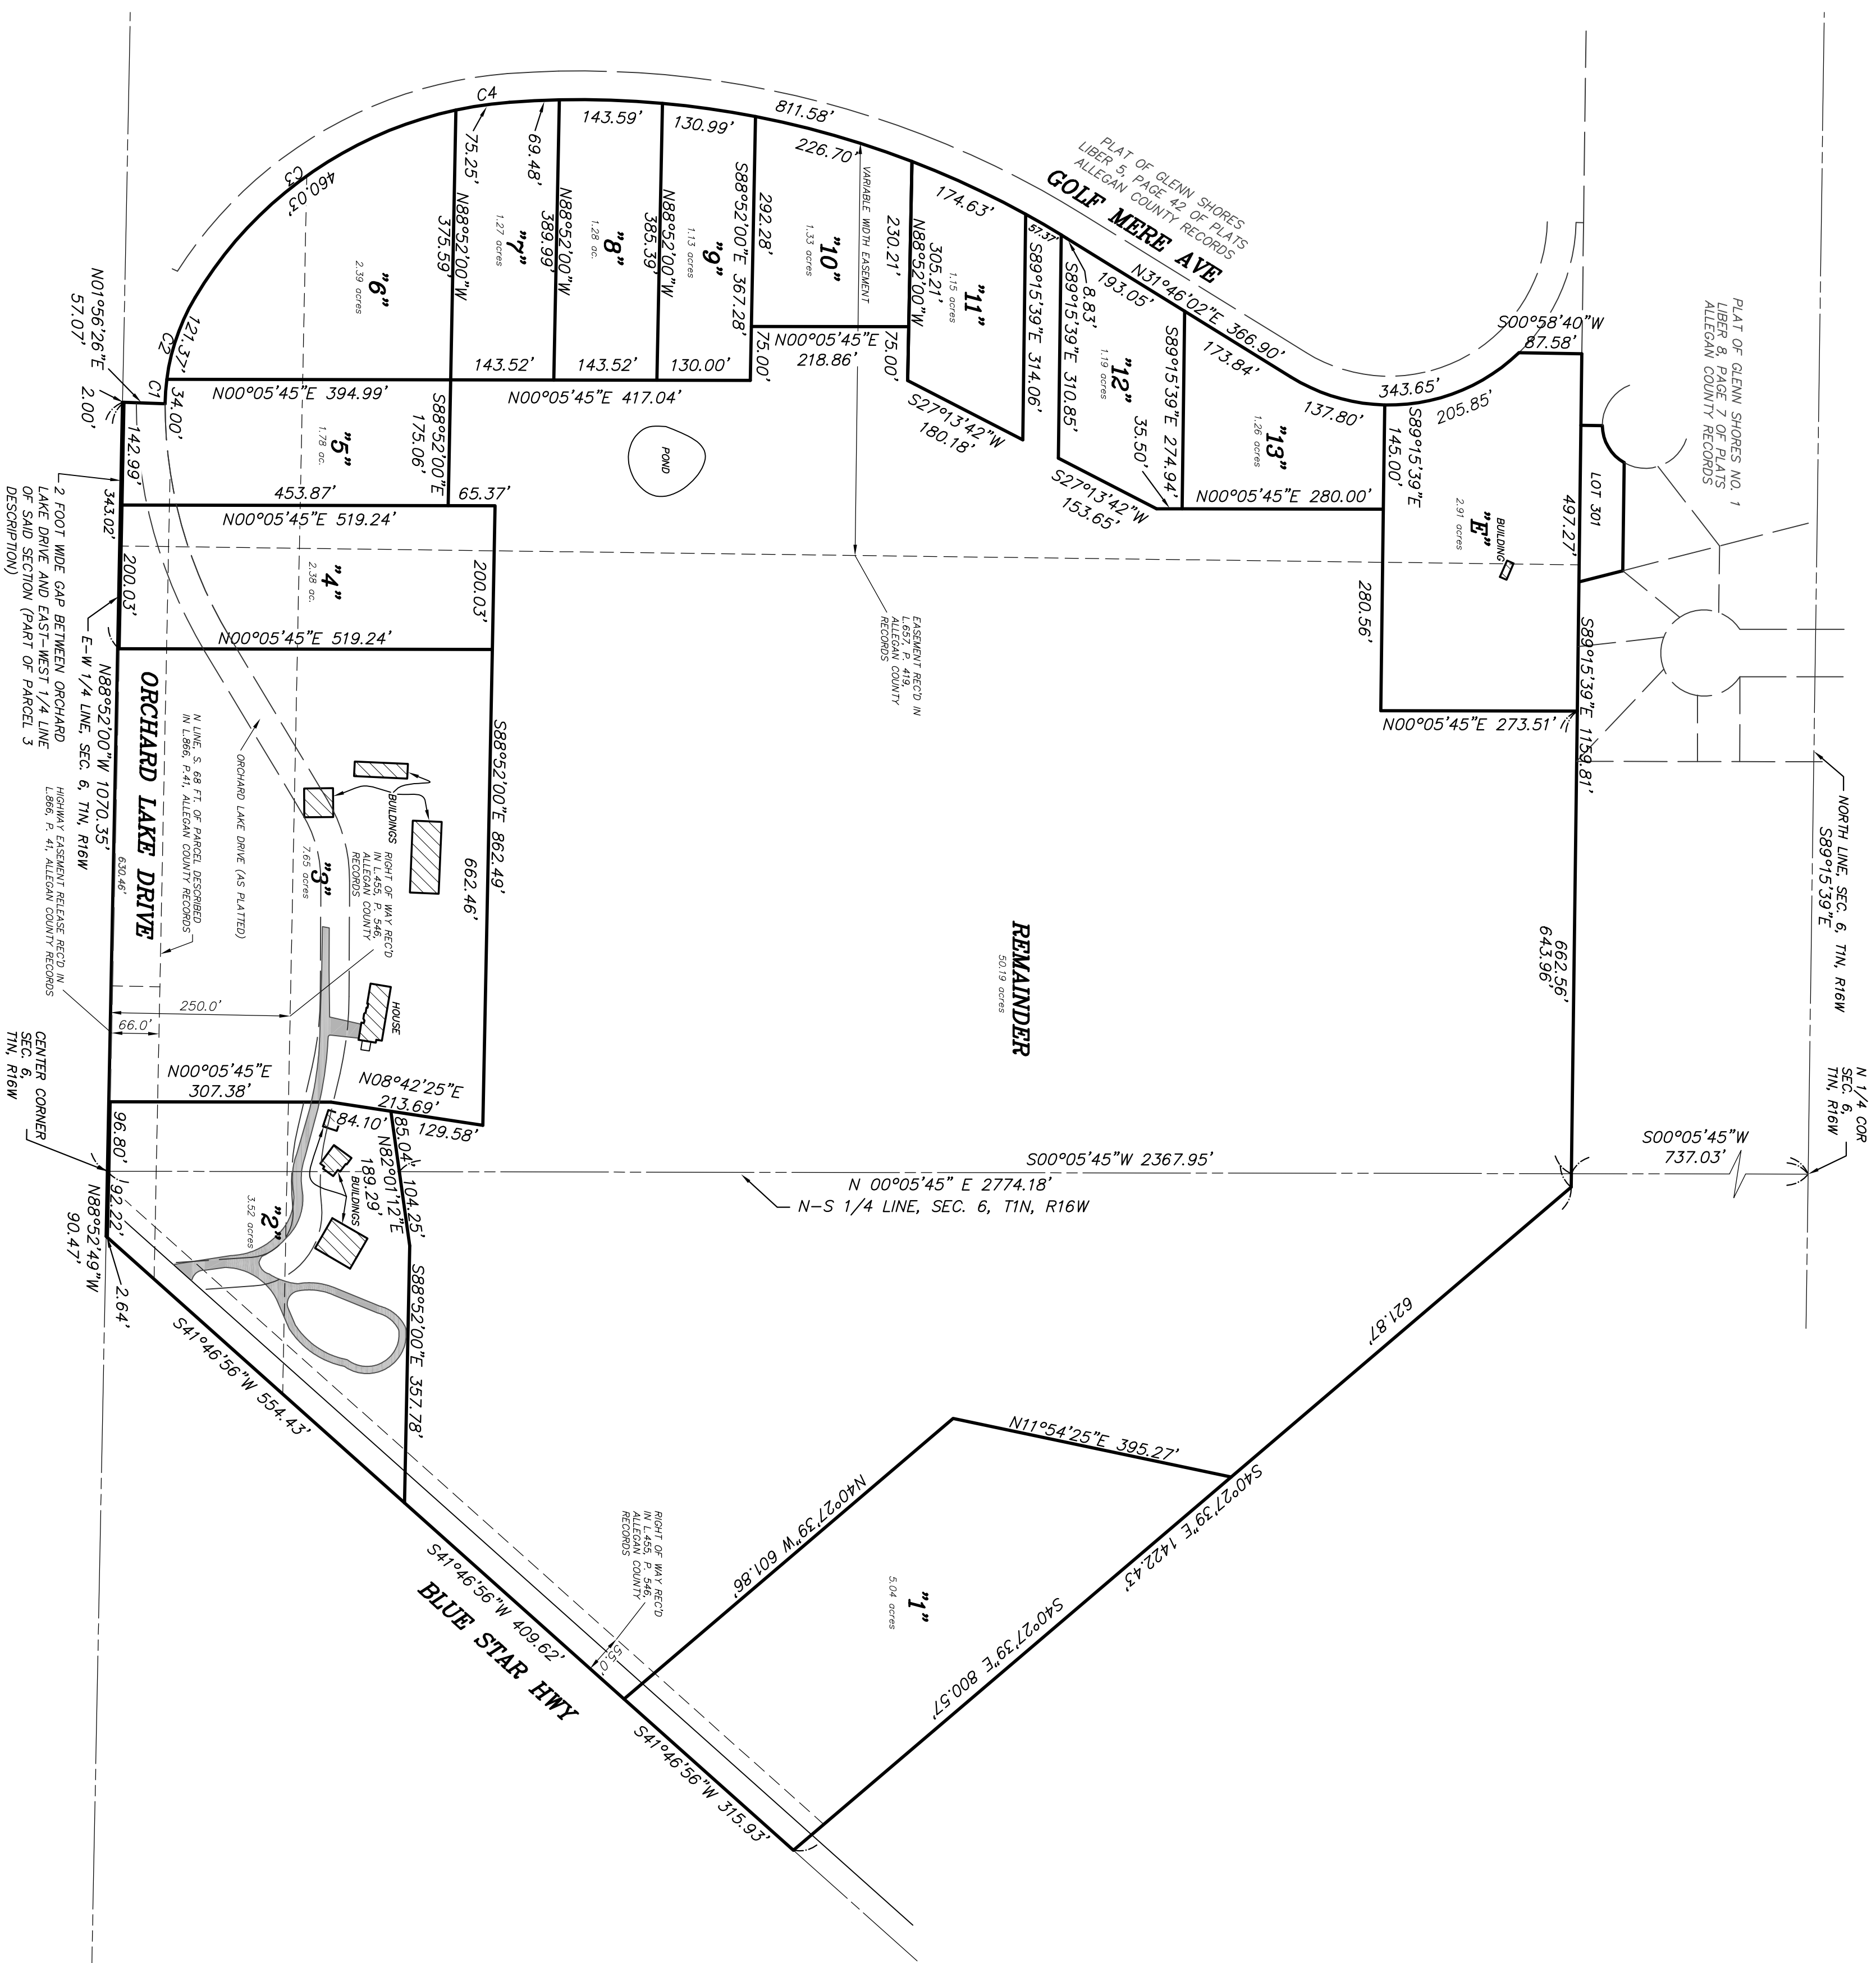 PLAT OF GLENN SHORES NO. 1
LIBER 8, PAGE 7 OF PLATS
ALLEGAN COUNTY RECORDS
NORTH LINE, SEC. 6, T1N, R16W
S89°15'39"E
N 1/4 COR
SEC. 6,
T1N, R16W
S00°05'45"W
737.03'
LOT 301
497.27'
S89°15'39"E 1159.81'
662.56'
643.96'
S00°58'40"W
87.58'
343.65'
205.85'
BUILDING
"E"
2.91 acres
S89°15'39"E
145.00'
280.56'
N00°05'45"E 273.51'
PLAT OF GLENN SHORES
LIBER 5, PAGE 42 OF PLATS
ALLEGAN COUNTY RECORDS
GOLF MERE AVE
N31°46'02"E 366.90'
137.80'
173.84'
193.05'
8.83'
57.37'
"13"
1.26 acres
N00°05'45"E 280.00'
S89°15'39"E 274.94'
35.50'
"12"
1.19 acres
S27°13'42"W
153.65'
S89°15'39"E 310.85'
S89°15'39"E 314.06'
"11"
1.15 acres
174.63'
S27°13'42"W
180.18'
305.21'
N88°52'00"W
230.21'
75.00'
811.58'
226.70'
"10"
1.33 acres
VARIABLE WIDTH EASEMENT
N00°05'45"E
218.86'
292.28'
75.00'
S88°52'00"E 367.28'
130.99'
"9"
1.13 acres
130.00'
N88°52'00"W
385.39'
143.59'
"8"
1.28 ac.
143.52'
N88°52'00"W
389.99'
69.48'
C4
75.25'
"7"
1.27 acres
143.52'
N88°52'00"W
375.59'
N00°05'45"E 417.04'
POND
EASEMENT REC'D IN
L.657, P. 419,
ALLEGAN COUNTY
RECORDS
REMAINDER
50.19 acres
C3
460.03'
"6"
2.39 acres
121.37'
C2
C1
N01°56'26"E
57.07'
2.00'
34.00'
N00°05'45"E 394.99'
S88°52'00"E
175.06'
"5"
1.78 ac.
142.99'
453.87'
65.37'
N00°05'45"E 519.24'
343.02'
"4"
2.38 ac.
200.03'
200.03'
N00°05'45"E 519.24'
2 FOOT WIDE GAP BETWEEN ORCHARD
LAKE DRIVE AND EAST-WEST 1/4 LINE
OF SAID SECTION (PART OF PARCEL 3
DESCRIPTION)
E-W 1/4 LINE, SEC. 6, T1N, R16W
N88°52'00"W 1070.35'
ORCHARD LAKE DRIVE
N LINE, S. 68 FT. OF PARCEL DESCRIBED
IN L.866, P.41, ALLEGAN COUNTY RECORDS
ORCHARD LAKE DRIVE (AS PLATTED)
630.46'
HIGHWAY EASEMENT RELEASE REC'D IN
L.866, P. 41, ALLEGAN COUNTY RECORDS
S88°52'00"E 862.49'
662.46'
BUILDINGS
RIGHT OF WAY REC'D
IN L.455, P. 546,
ALLEGAN COUNTY
RECORDS
"3"
7.65 acres
HOUSE
250.0'
66.0'
N00°05'45"E
307.38'
N08°42'25"E
213.69'
84.10'
129.58'
CENTER CORNER
SEC. 6,
T1N, R16W
96.80'
92.22'
N88°52'49"W
90.47'
2.64'
85.04'
104.25'
N82°01'12"E
189.29'
BUILDINGS
"2"
3.52 acres
S88°52'00"E 357.78'
S41°46'56"W 554.43'
S00°05'45"W 2367.95'
N 00°05'45" E 2774.18'
N-S 1/4 LINE, SEC. 6, T1N, R16W
621.87'
N11°54'25"E 395.27'
S40°27'39"E 1422.43'
S40°27'39"E 800.57'
N40°27'39"W 601.86'
"1"
5.04 acres
RIGHT OF WAY REC'D
IN L.455, P. 546,
ALLEGAN COUNTY
RECORDS
55.0'
S41°46'56"W 409.62'
BLUE STAR HWY
S41°46'56"W 315.93'